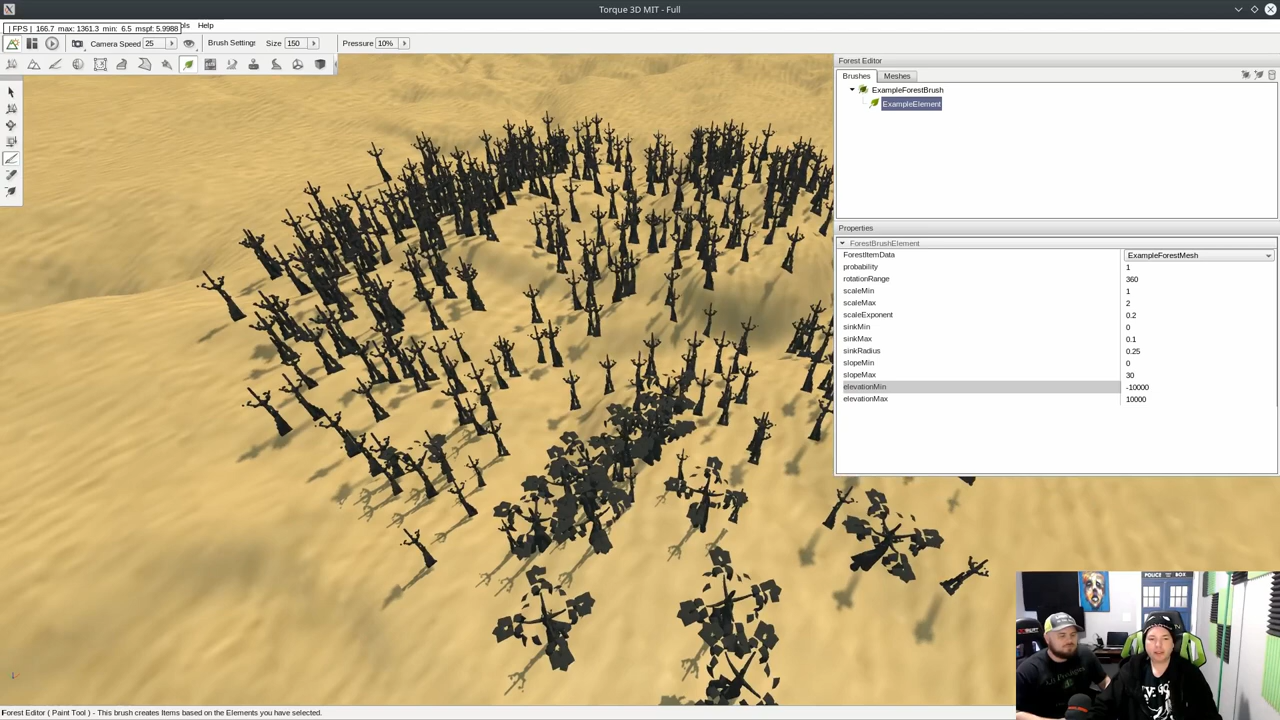 Torque 3D MIT - Full
| FPS | 166.7 max: 1361.3 min: 6.5 mspf: 5.9988
ls Help
Camera Speed 25 Brush Settings Size 150 Pressure 10%
Forest Editor
Brushes Meshes
ExampleForestBrush
ExampleElement
Properties
ForestBrushElement
ForestItemData ExampleForestMesh
probability 1
rotationRange 360
scaleMin 1
scaleMax 2
scaleExponent 0.2
sinkMin 0
sinkMax 0.1
sinkRadius 0.25
slopeMin 0
slopeMax 30
elevationMin -10000
elevationMax 10000
POLICE BOX
Forest Editor ( Paint Tool ) - This brush creates Items based on the Elements you have selected.